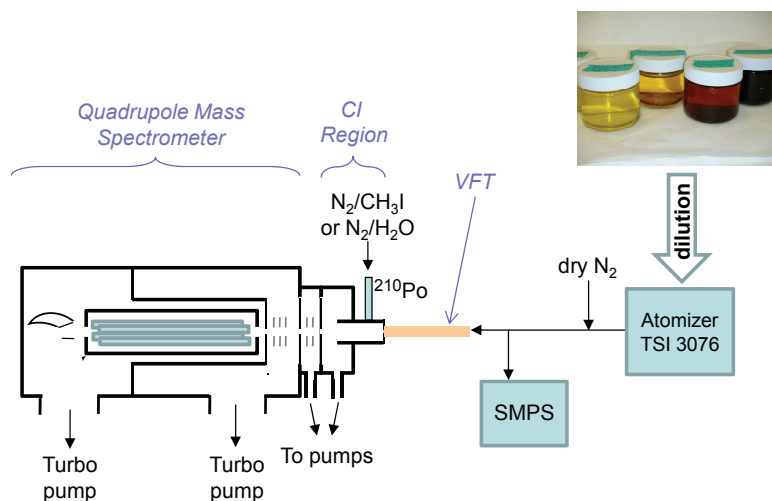 Quadrupole Mass
Spectrometer
CI
Region
VFT
N₂/CH₃I
or N₂/H₂O
²¹⁰Po
dry N₂
dilution
Atomizer
TSI 3076
SMPS
To pumps
Turbo
pump
Turbo
pump